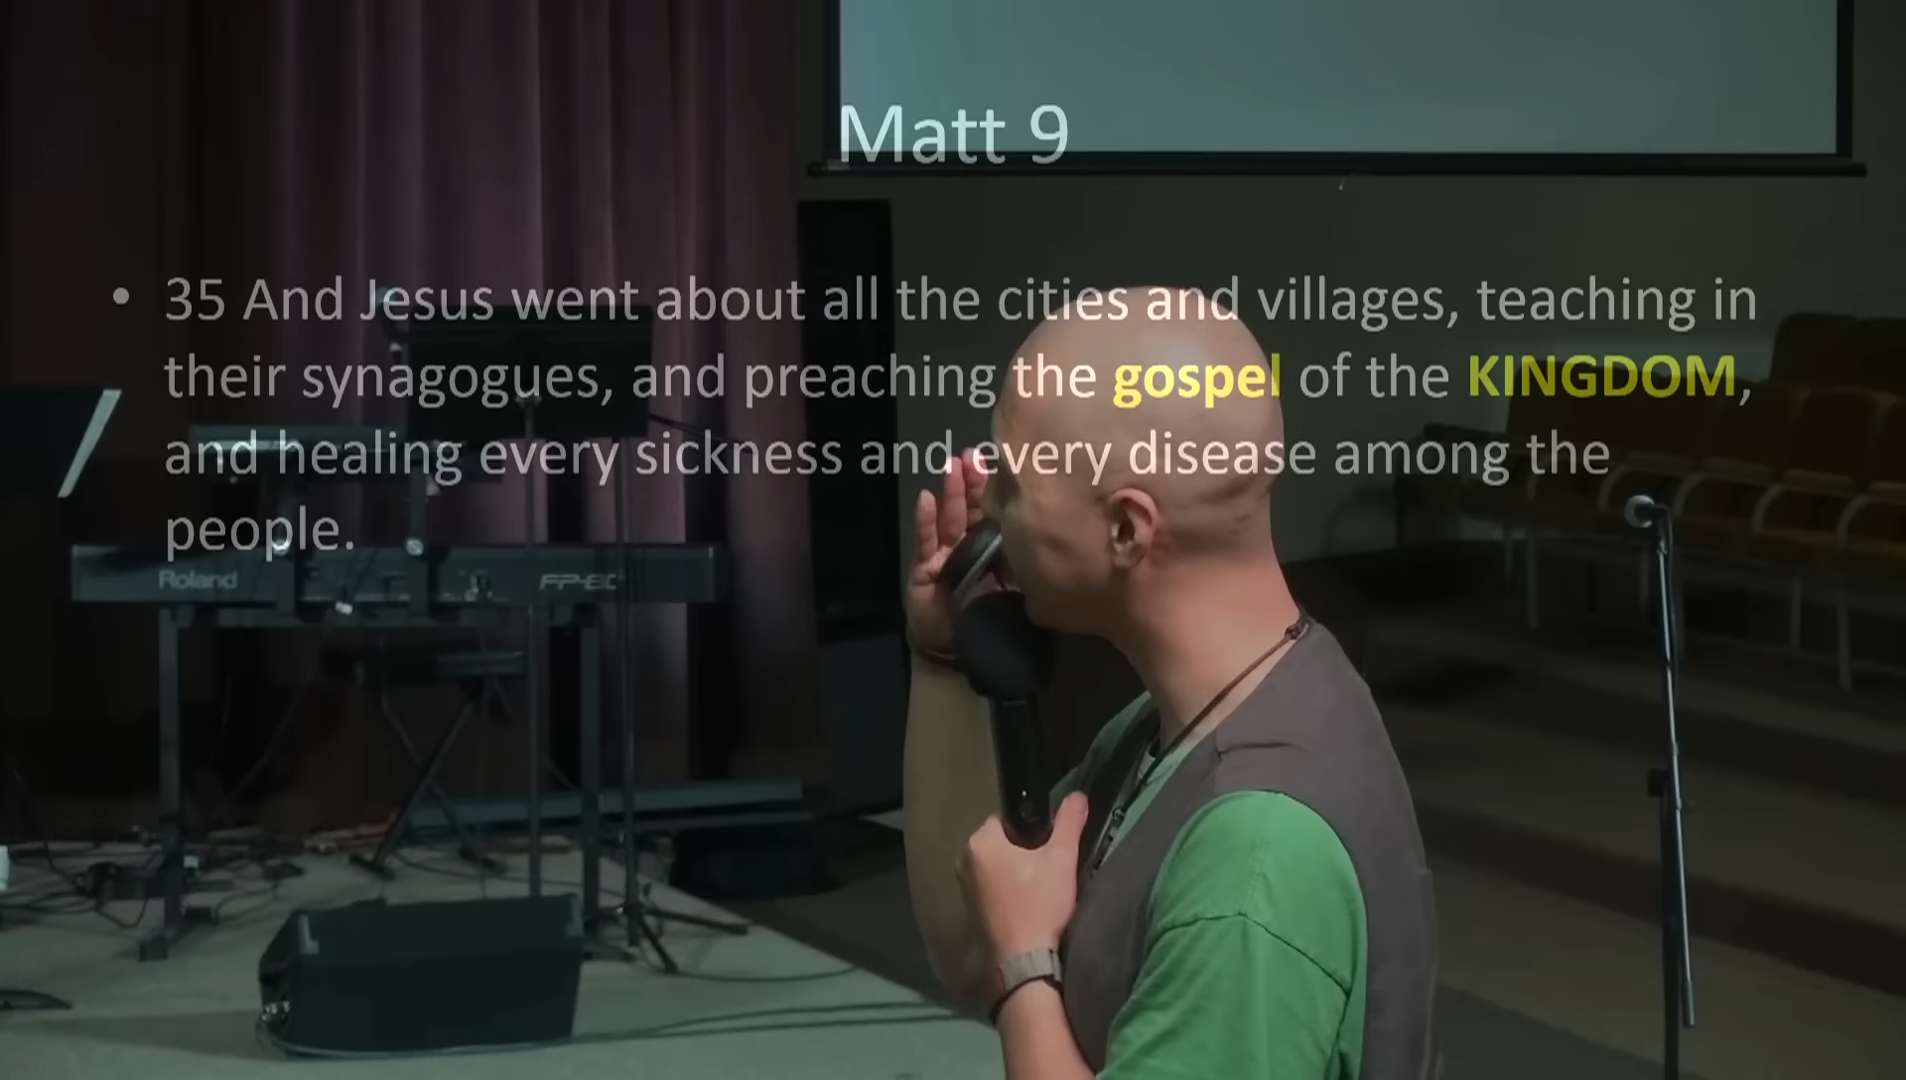 Matt 9
• 35 And Jesus went about all the cities and villages, teaching in
their synagogues, and preaching the gospel of the KINGDOM,
and healing every sickness and every disease among the
people.
Roland